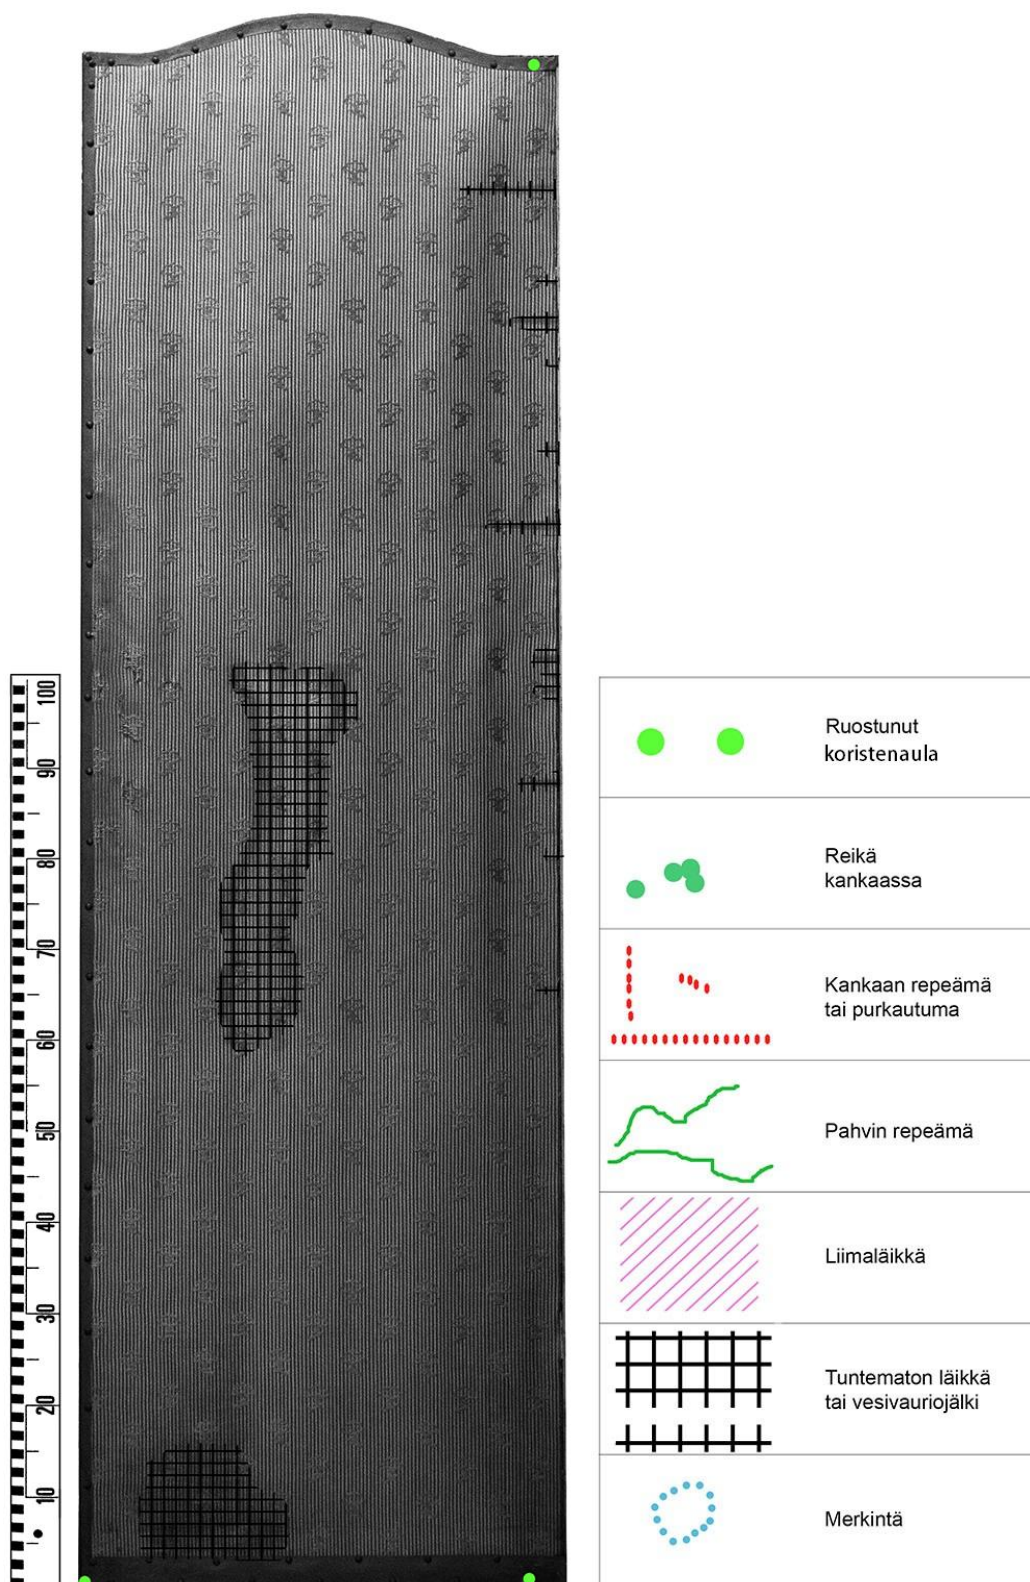 100
90
80
70
60
50
40
30
20
10
Ruostunut
koristenaula
Reikä
kankaassa
Kankaan repeämä
tai purkautuma
Pahvin repeämä
Liimaläikkä
Tuntematon läikkä
tai vesivauriojälki
Merkintä